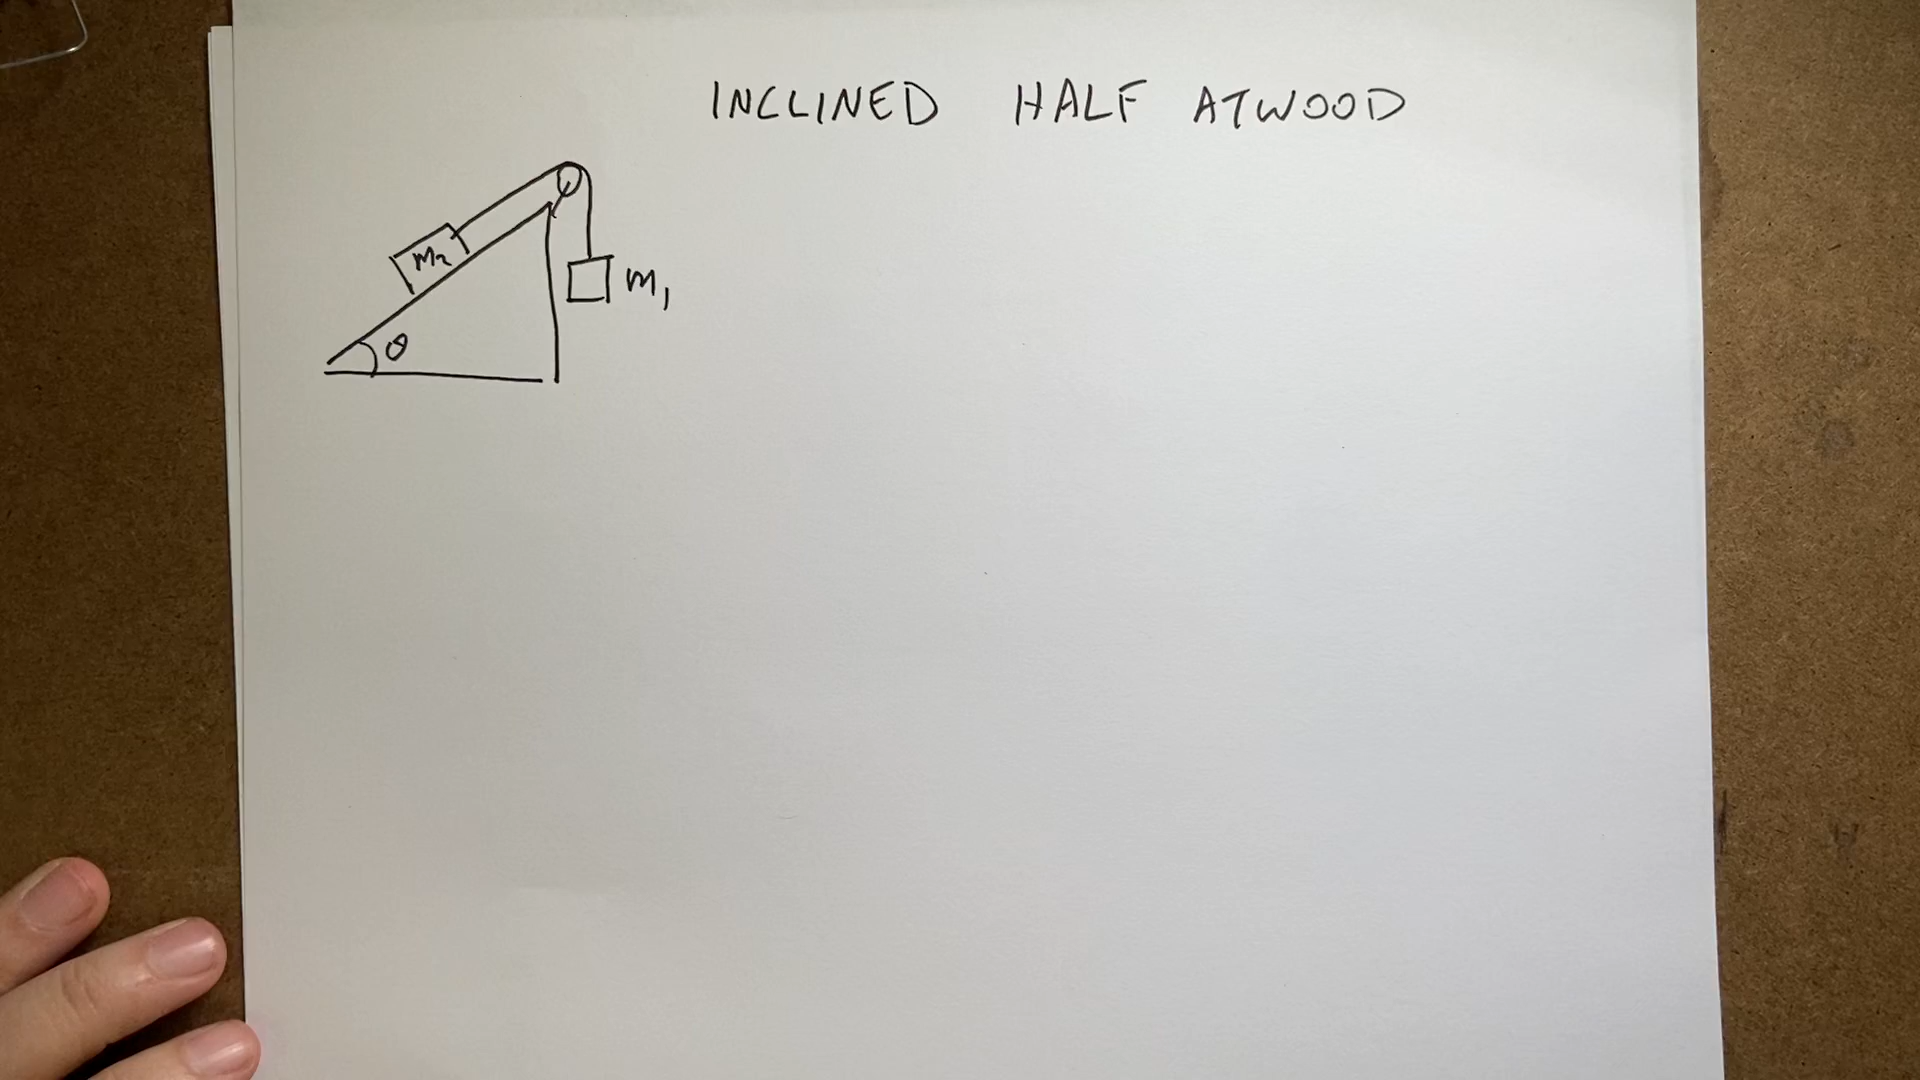 INCLINED HALF ATWOOD
m₂
m₁
θ